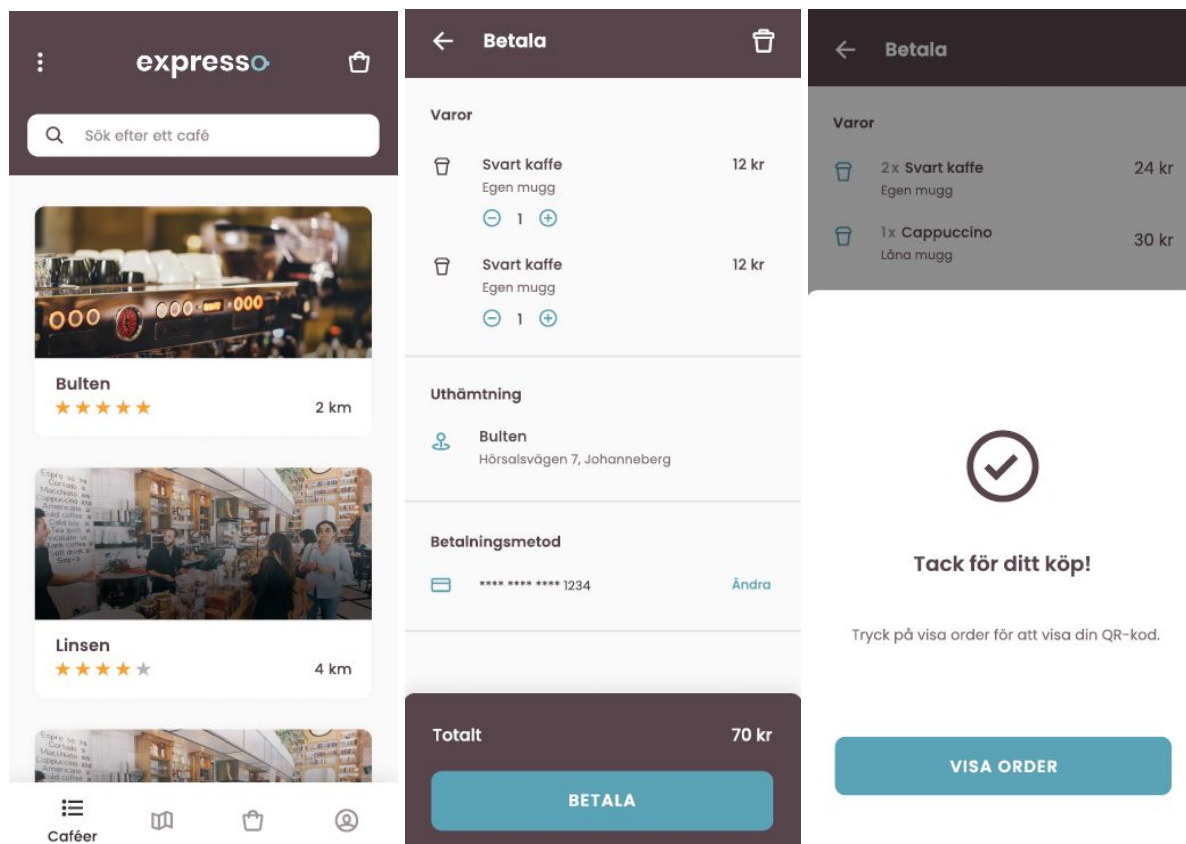 expresso
Sök efter ett café
Bulten
2 km
Linsen
4 km
Caféer
Betala
Varor
Svart kaffe 12 kr
Egen mugg
1
Svart kaffe 12 kr
Egen mugg
1
Uthämtning
Bulten
Hörsalsvägen 7, Johanneberg
Betalningsmetod
**** **** **** 1234 Ändra
Totalt 70 kr
BETALA
Betala
Varor
2x Svart kaffe 24 kr
Egen mugg
1x Cappuccino 30 kr
Låna mugg
Tack för ditt köp!
Tryck på visa order för att visa din QR-kod.
VISA ORDER